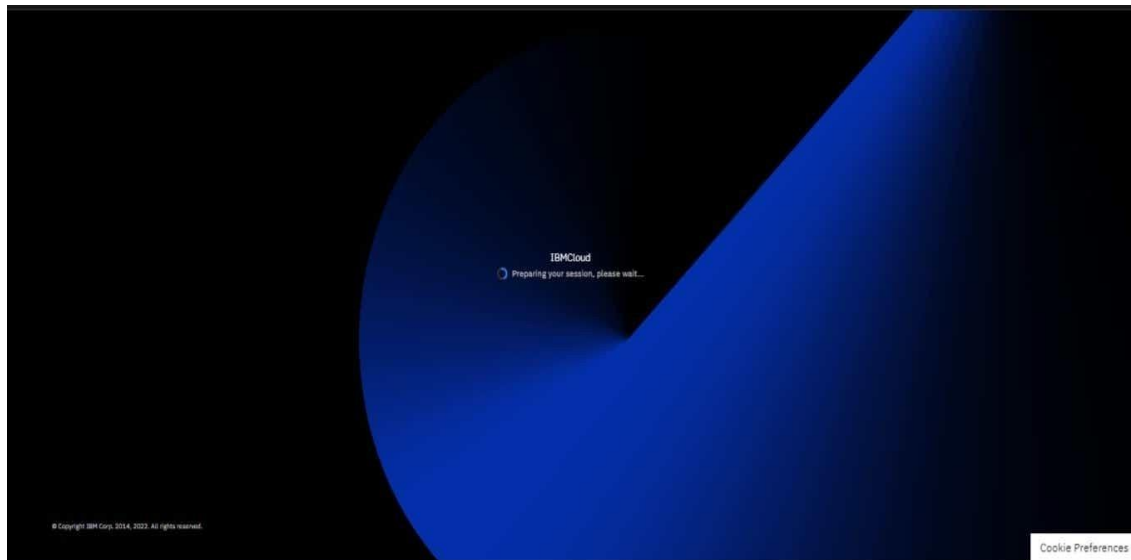 IBMCloud
Preparing your session, please wait...
© Copyright IBM Corp. 2014, 2023. All rights reserved.
Cookie Preferences